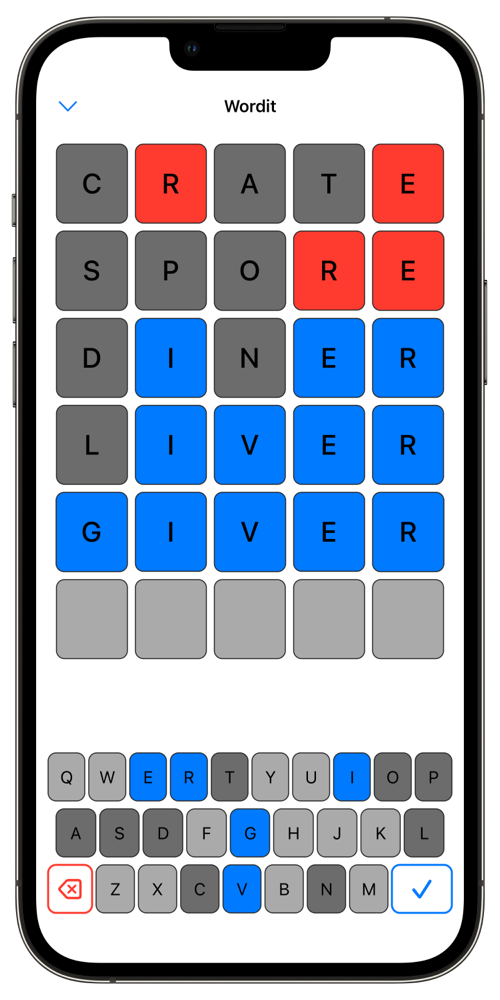 Wordit
C R A T E
S P O R E
D I N E R
L I V E R
G I V E R
Q W E R T Y U I O P
A S D F G H J K L
Z X C V B N M